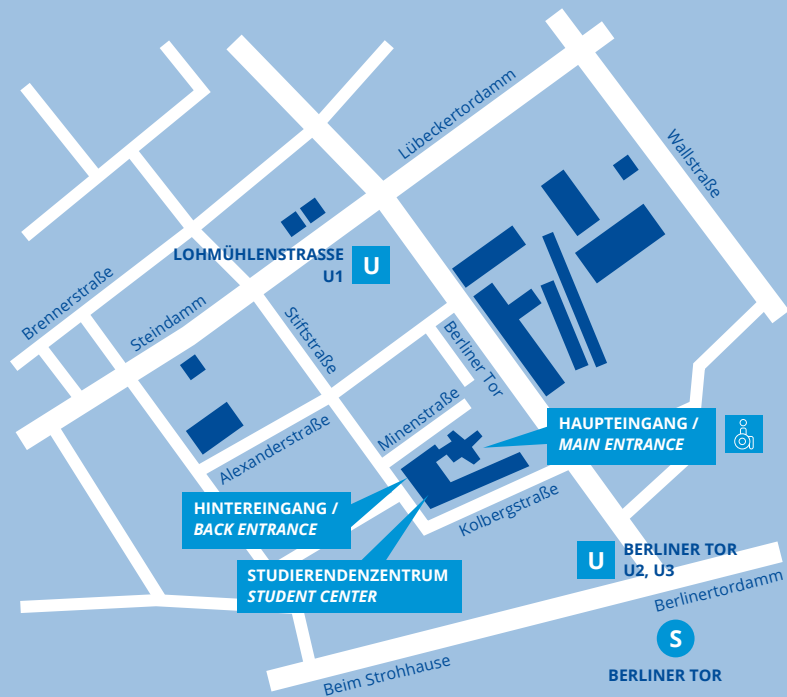 Lübeckertordamm
Wallstraße
LOHMÜHLENSTRASSE
U1
U
Brennerstraße
Steindamm
Stiftstraße
Berliner Tor
Minenstraße
Alexanderstraße
HAUPTEINGANG /
MAIN ENTRANCE
HINTEREINGANG /
BACK ENTRANCE
Kolbergstraße
STUDIERENDENZENTRUM
STUDENT CENTER
U
BERLINER TOR
U2, U3
Berlinertordamm
S
BERLINER TOR
Beim Strohhause